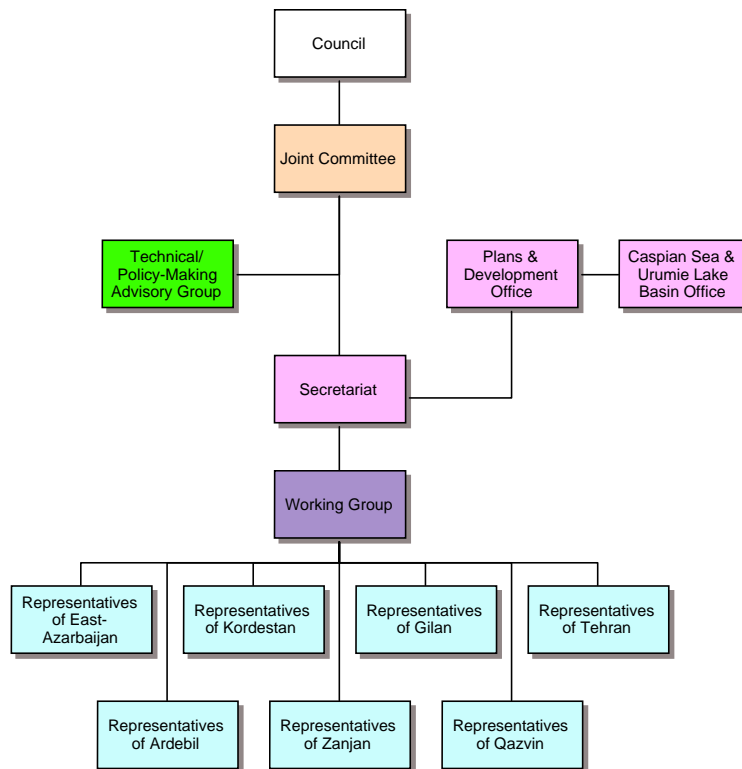 Council
Joint Committee
Technical/
Policy-Making
Advisory Group
Plans &
Development
Office
Caspian Sea &
Urumie Lake
Basin Office
Secretariat
Working Group
Representatives
of East-
Azarbaijan
Representatives
of Kordestan
Representatives
of Gilan
Representatives
of Tehran
Representatives
of Ardebil
Representatives
of Zanjan
Representatives
of Qazvin